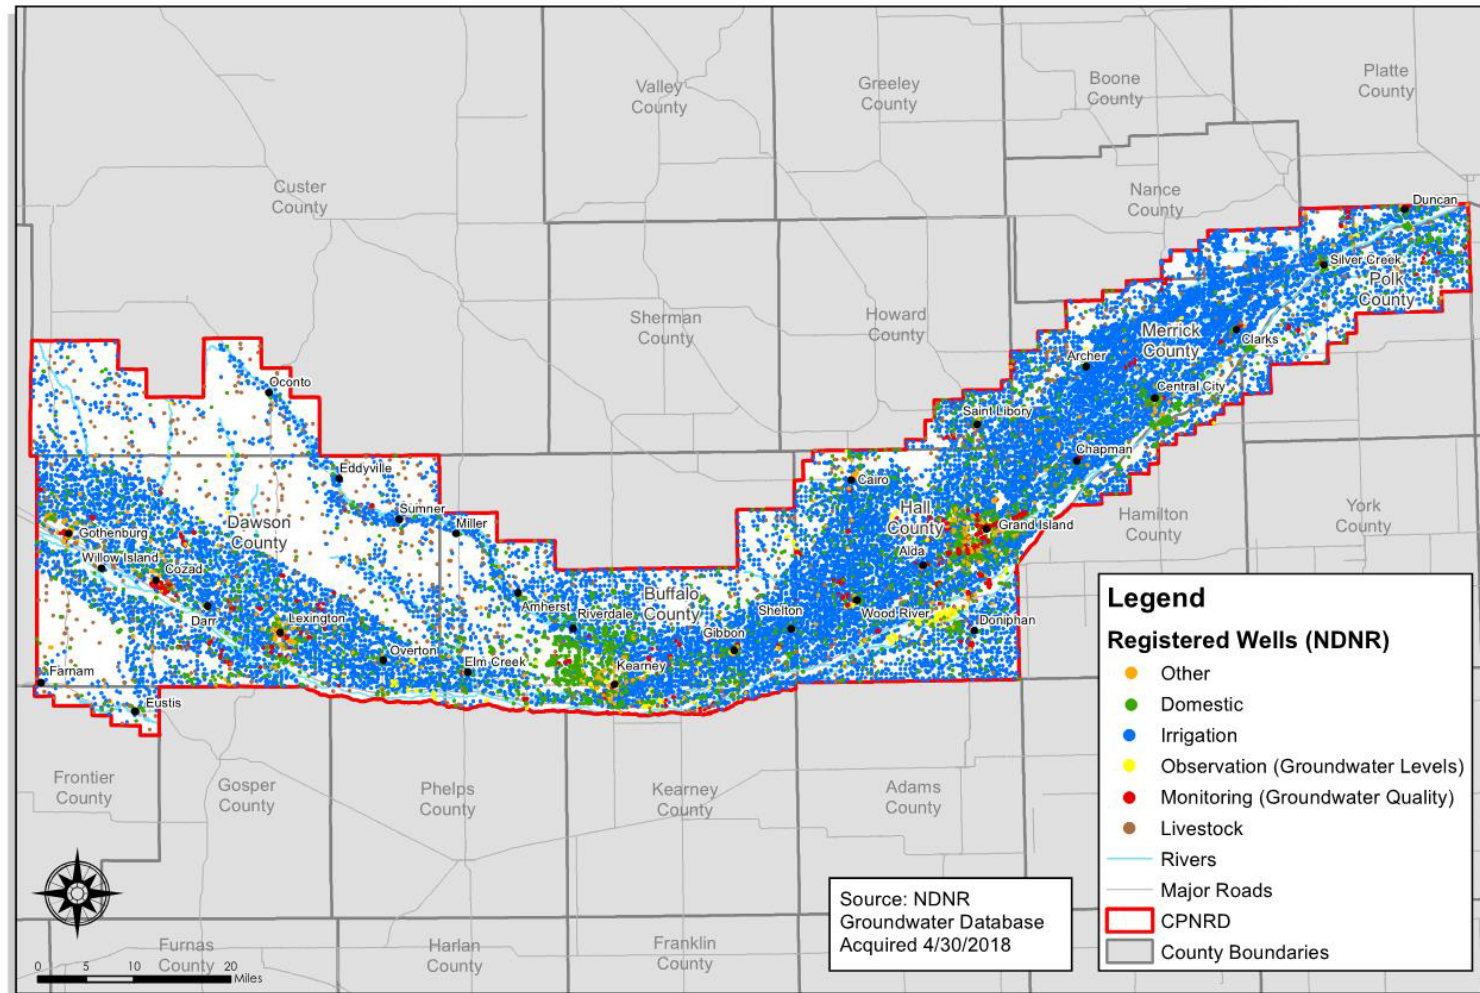 Valley
County
Greeley
County
Boone
County
Platte
County
Custer
County
Nance
County
Duncan
Silver Creek
Polk
County
Sherman
County
Howard
County
Merrick
County
Clarks
Archer
Oconto
Central City
Saint Libory
Eddyville
Chapman
Cairo
York
County
Hall
County
Hamilton
County
Dawson
County
Sumner
Miller
Grand Island
Gothenburg
Alda
Willow Island
Cozad
Buffalo
County
Amherst
Riverdale
Shelton
Wood River
Doniphan
Darr
Lexington
Gibbon
Overton
Elm Creek
Kearney
Farnam
Eustis
Frontier
County
Gosper
County
Phelps
County
Kearney
County
Adams
County
Furnas
County
Harlan
County
Franklin
County
0 5 10 20
Miles
Source: NDNR
Groundwater Database
Acquired 4/30/2018
Legend
Registered Wells (NDNR)
Other
Domestic
Irrigation
Observation (Groundwater Levels)
Monitoring (Groundwater Quality)
Livestock
Rivers
Major Roads
CPNRD
County Boundaries